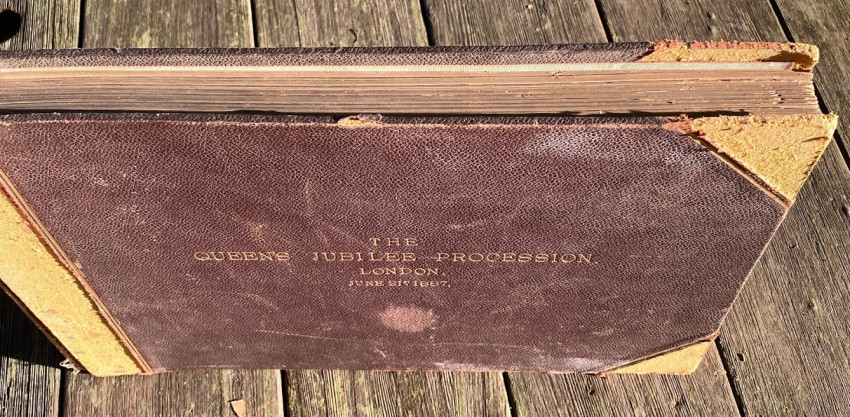 THE
QUEEN'S JUBILEE PROCESSION.
LONDON.
JUNE 21ST 1887.